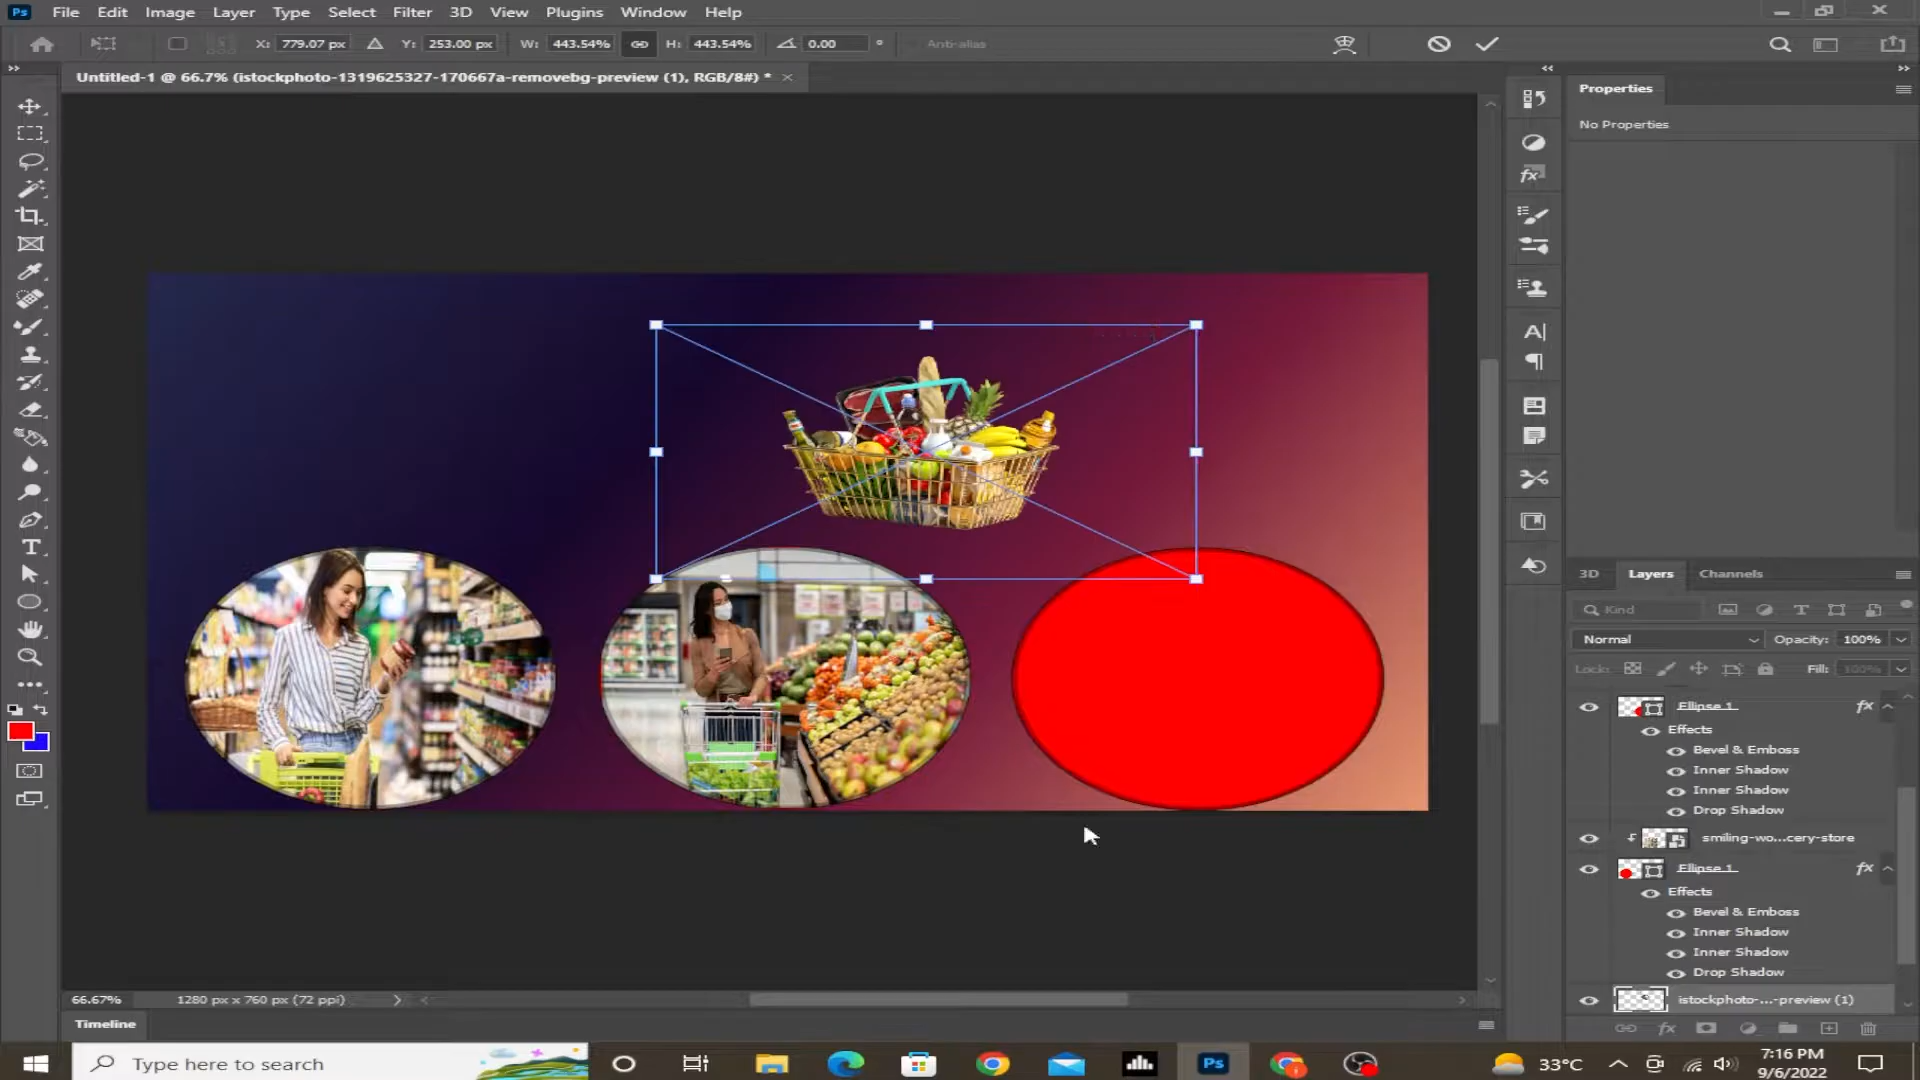 Ps File Edit Image Layer Type Select Filter 3D View Plugins Window Help
X: 779.07 px Y: 253.00 px W: 443.54% H: 443.54% 0.00 ° Anti-alias
Untitled-1 @ 66.7% (istockphoto-1319625327-170667a-removebg-preview (1), RGB/8#) * ×
Properties
No Properties
3D Layers Channels
Kind
Normal Opacity: 100%
Lock: Fill: 100%
Ellipse 1 fx
Effects
Bevel & Emboss
Inner Shadow
Inner Shadow
Drop Shadow
smiling-wo...cery-store
Ellipse 1 fx
Effects
Bevel & Emboss
Inner Shadow
Inner Shadow
Drop Shadow
istockphoto-...-preview (1)
66.67% 1280 px x 760 px (72 ppi)
Timeline
Type here to search
Ps
33°C
7:16 PM
9/6/2022